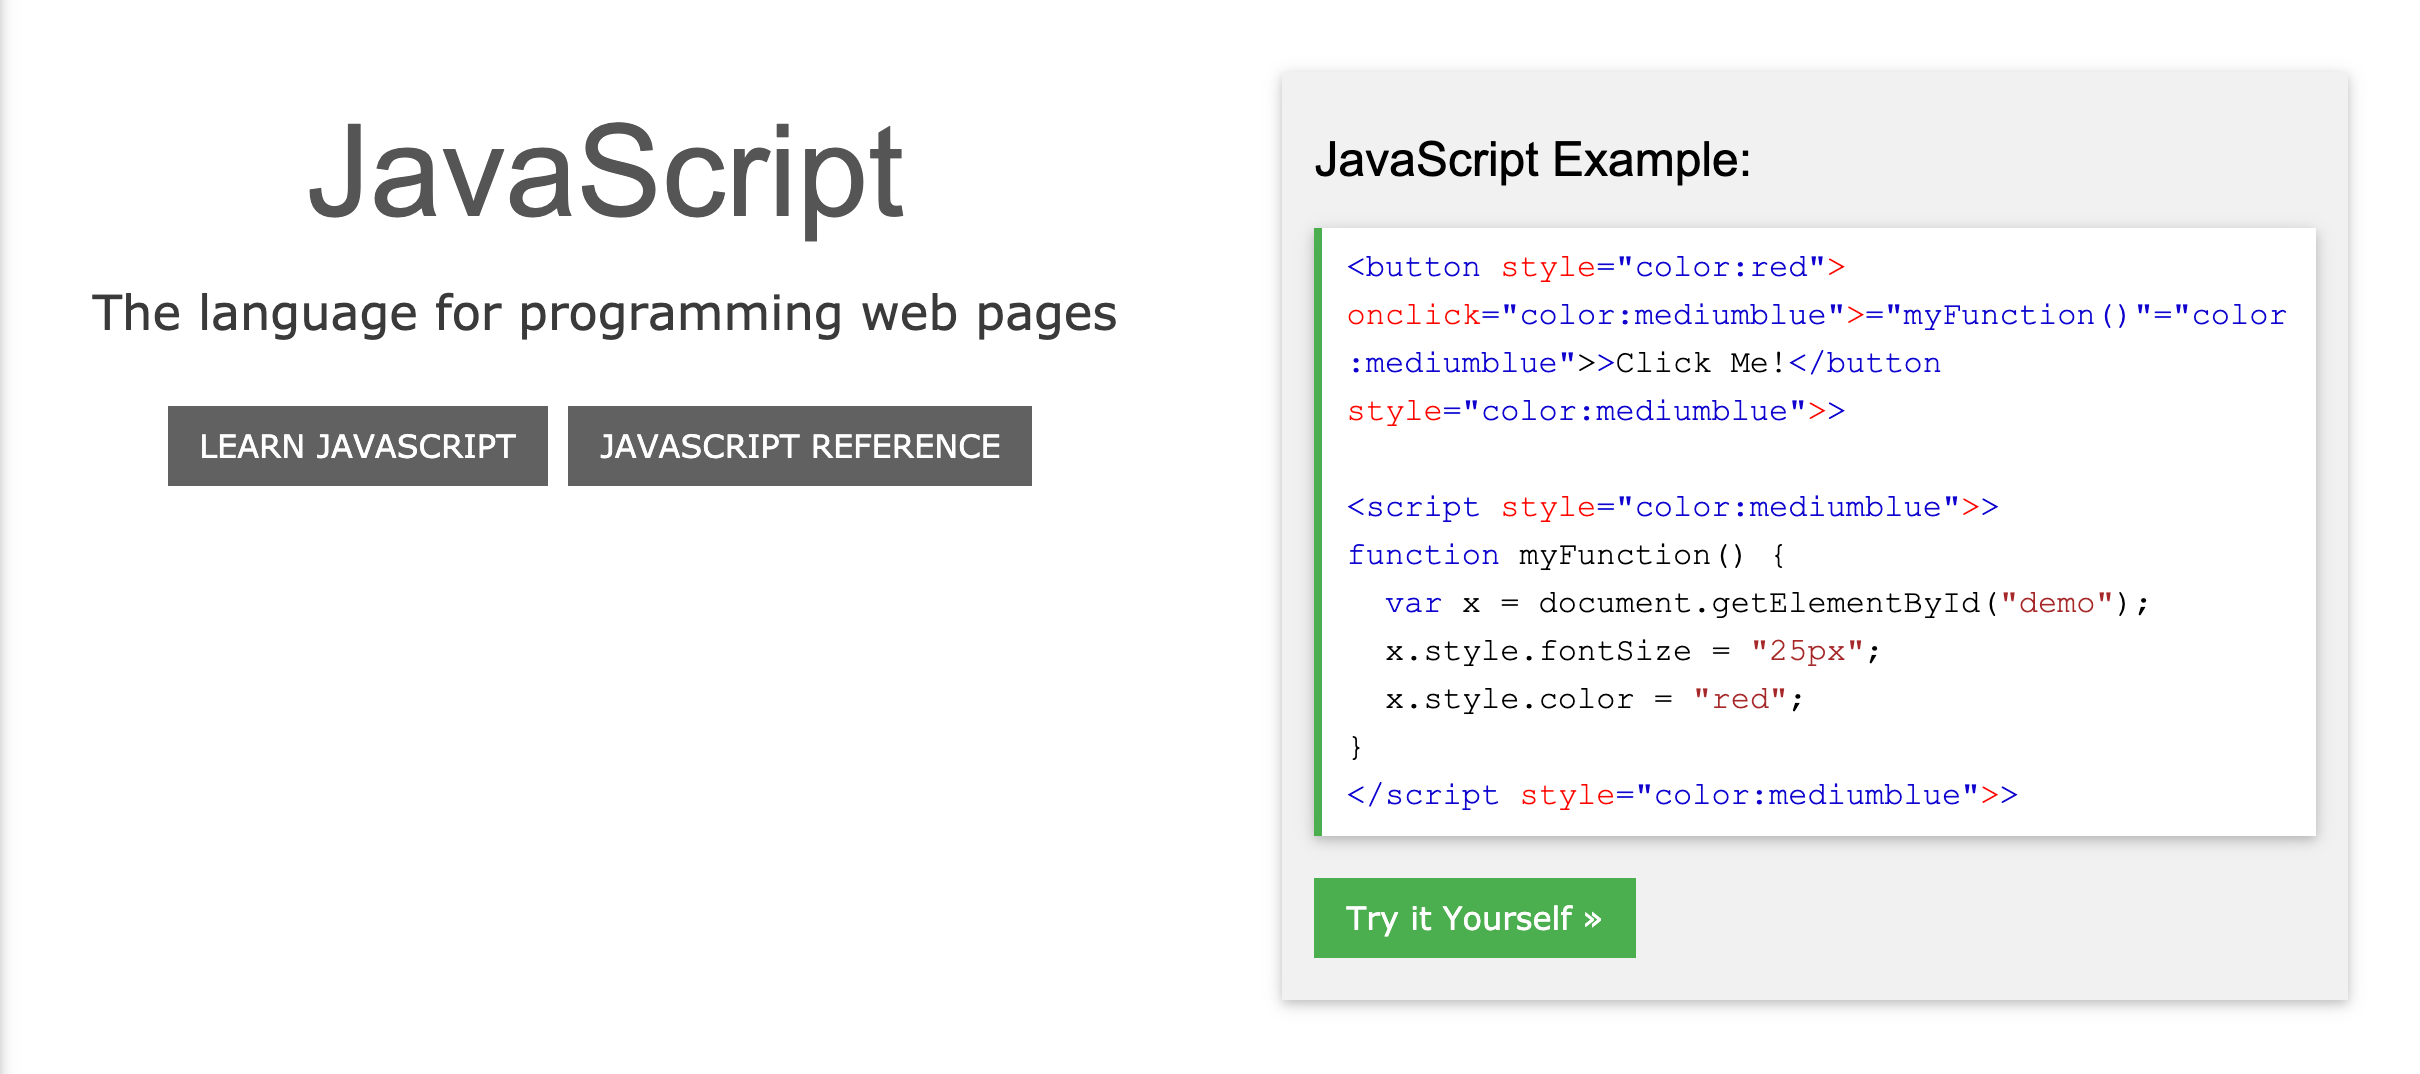 JavaScript
The language for programming web pages
LEARN JAVASCRIPT
JAVASCRIPT REFERENCE
JavaScript Example:
<button style="color:red">
onclick="color:mediumblue">="myFunction()"="color
:mediumblue">>Click Me!</button
style="color:mediumblue">>
<script style="color:mediumblue">>
function myFunction() {
  var x = document.getElementById("demo");
  x.style.fontSize = "25px";
  x.style.color = "red";
}
</script style="color:mediumblue">>
Try it Yourself »